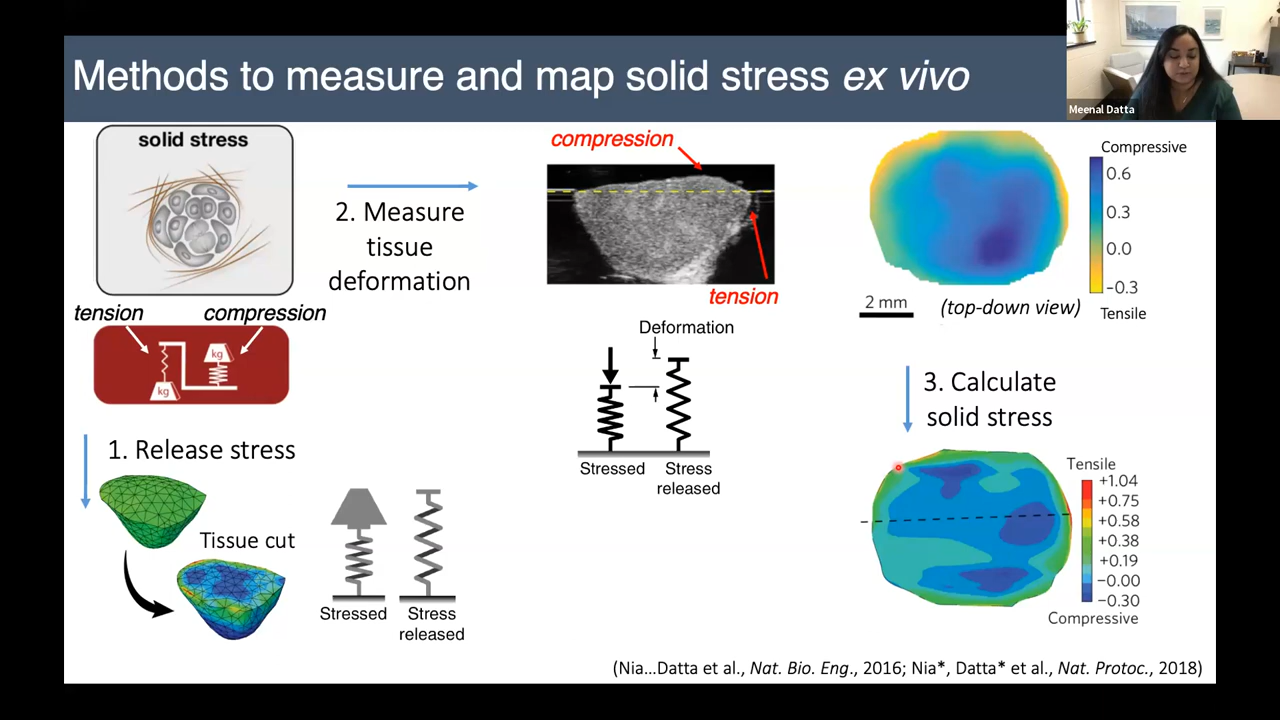 Meenal Datta
Methods to measure and map solid stress ex vivo
solid stress
tension
compression
kg
kg
1. Release stress
Tissue cut
Stressed
Stress
released
2. Measure
tissue
deformation
compression
tension
Deformation
Stressed
Stress
released
Compressive
0.6
0.3
0.0
−0.3
Tensile
2 mm
(top-down view)
3. Calculate
solid stress
Tensile
+1.04
+0.75
+0.58
+0.38
+0.19
−0.00
−0.30
Compressive
(Nia…Datta et al., Nat. Bio. Eng., 2016; Nia*, Datta* et al., Nat. Protoc., 2018)